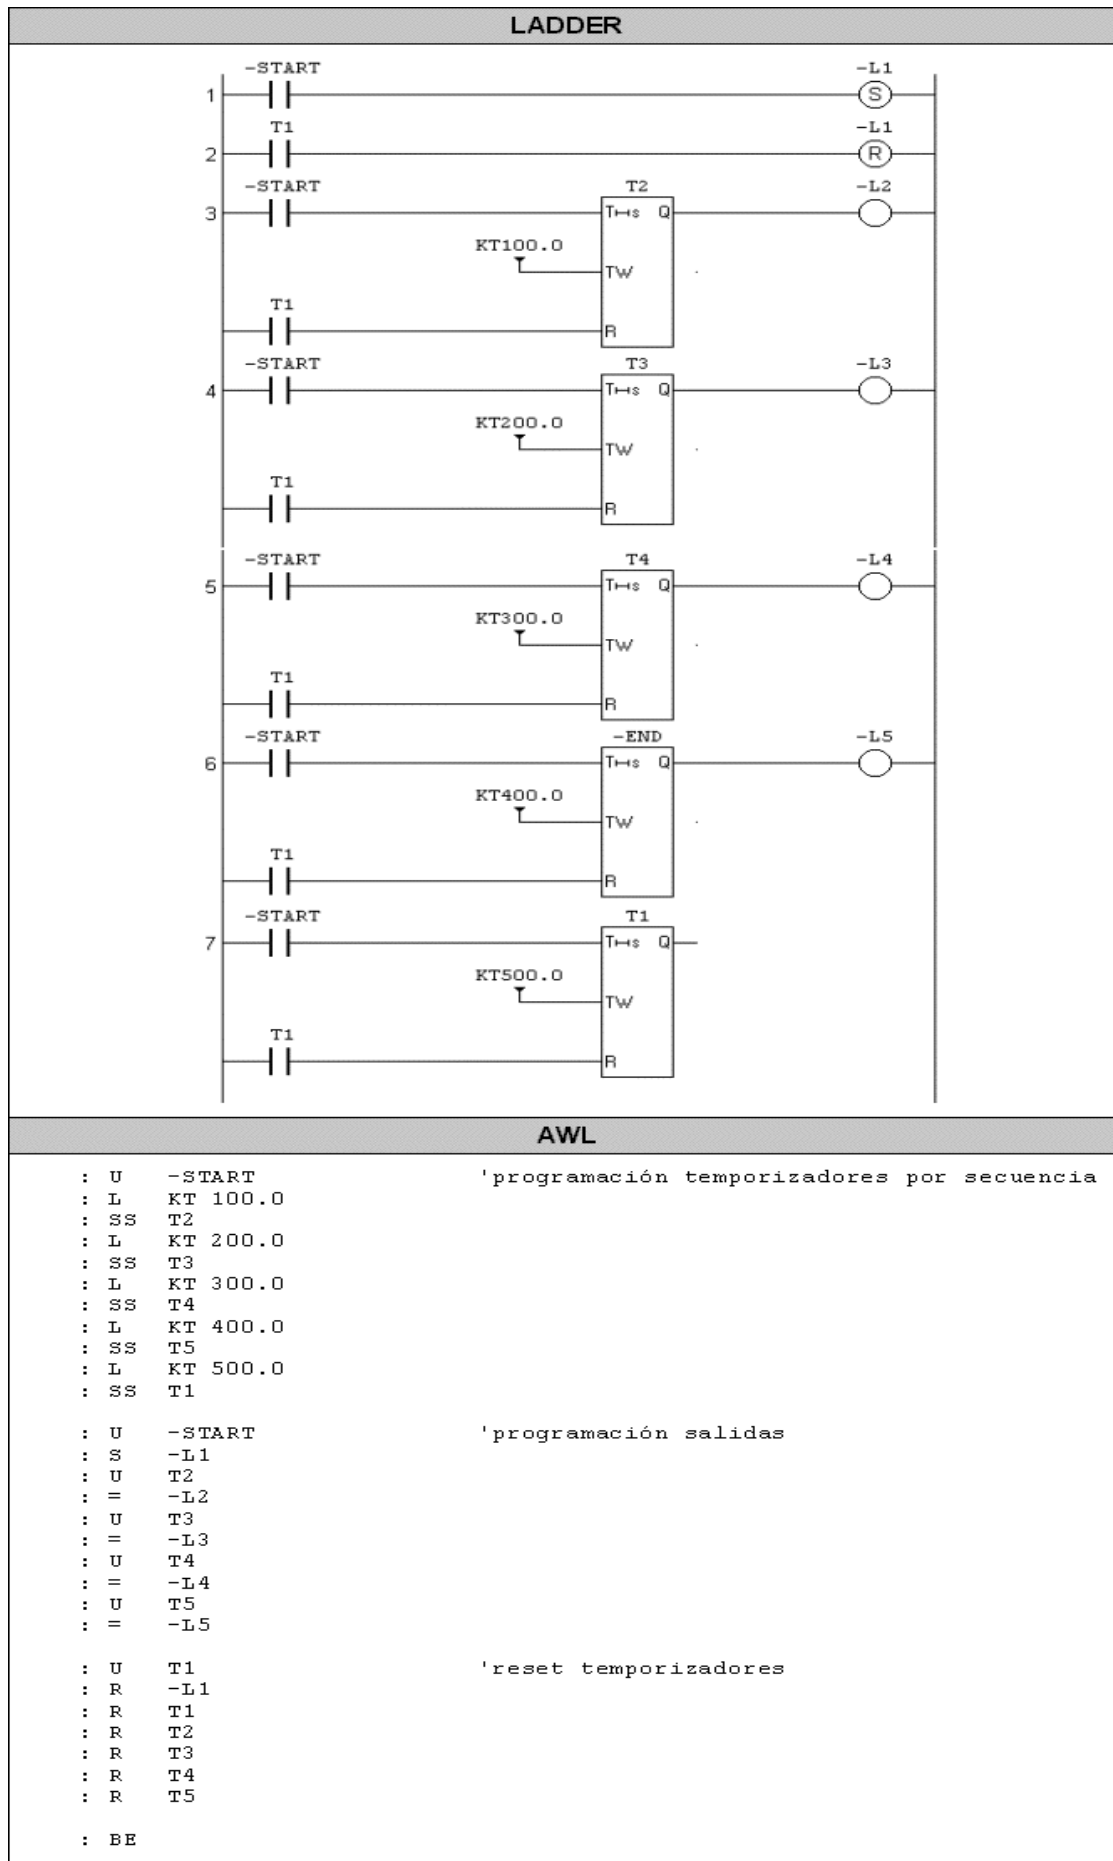 LADDER
-START -L1
1 S
T1 -L1
2 R
-START T2 -L2
3 T⊢⊣s Q
KT100.0
TW
T1
R
-START T3 -L3
4 T⊢⊣s Q
KT200.0
TW
T1
R
-START T4 -L4
5 T⊢⊣s Q
KT300.0
TW
T1
R
-START -END -L5
6 T⊢⊣s Q
KT400.0
TW
T1
R
-START T1
7 T⊢⊣s Q
KT500.0
TW
T1
R
AWL
: U -START 'programación temporizadores por secuencia
: L KT 100.0
: SS T2
: L KT 200.0
: SS T3
: L KT 300.0
: SS T4
: L KT 400.0
: SS T5
: L KT 500.0
: SS T1
: U -START 'programación salidas
: S -L1
: U T2
: = -L2
: U T3
: = -L3
: U T4
: = -L4
: U T5
: = -L5
: U T1 'reset temporizadores
: R -L1
: R T1
: R T2
: R T3
: R T4
: R T5
: BE